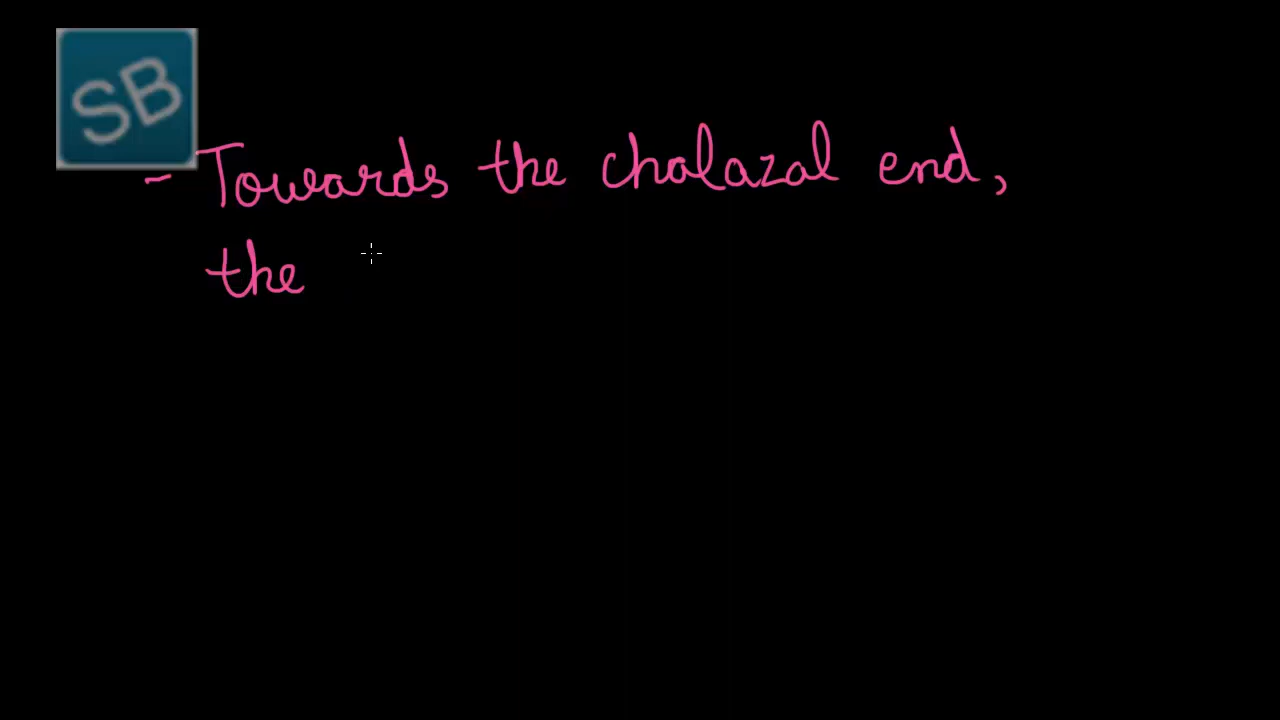 SB
- Towards the cholazal end,
the